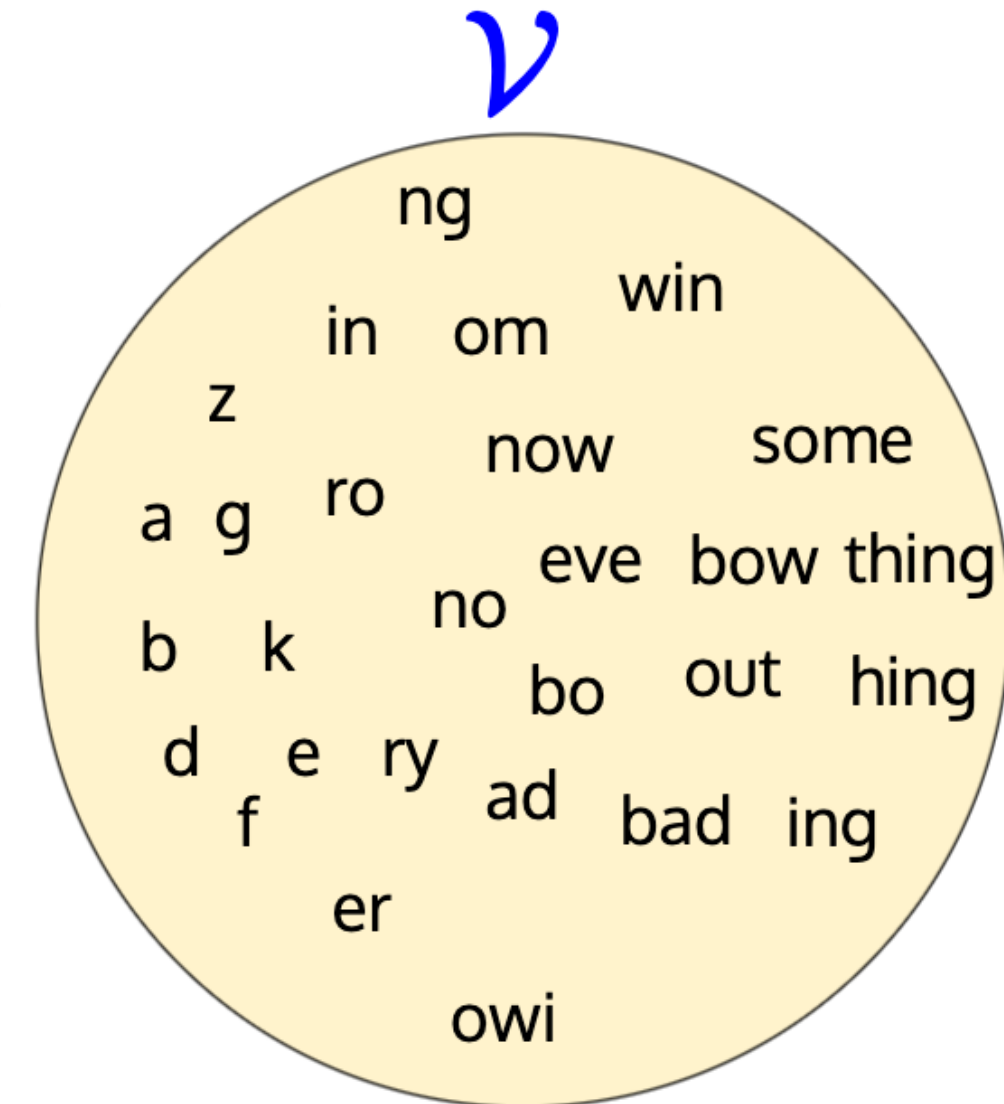 𝒱
ng
win
in om
z
now some
a g ro
eve bow thing
no
b k
bo out hing
d e ry
ad bad ing
f
er
owi